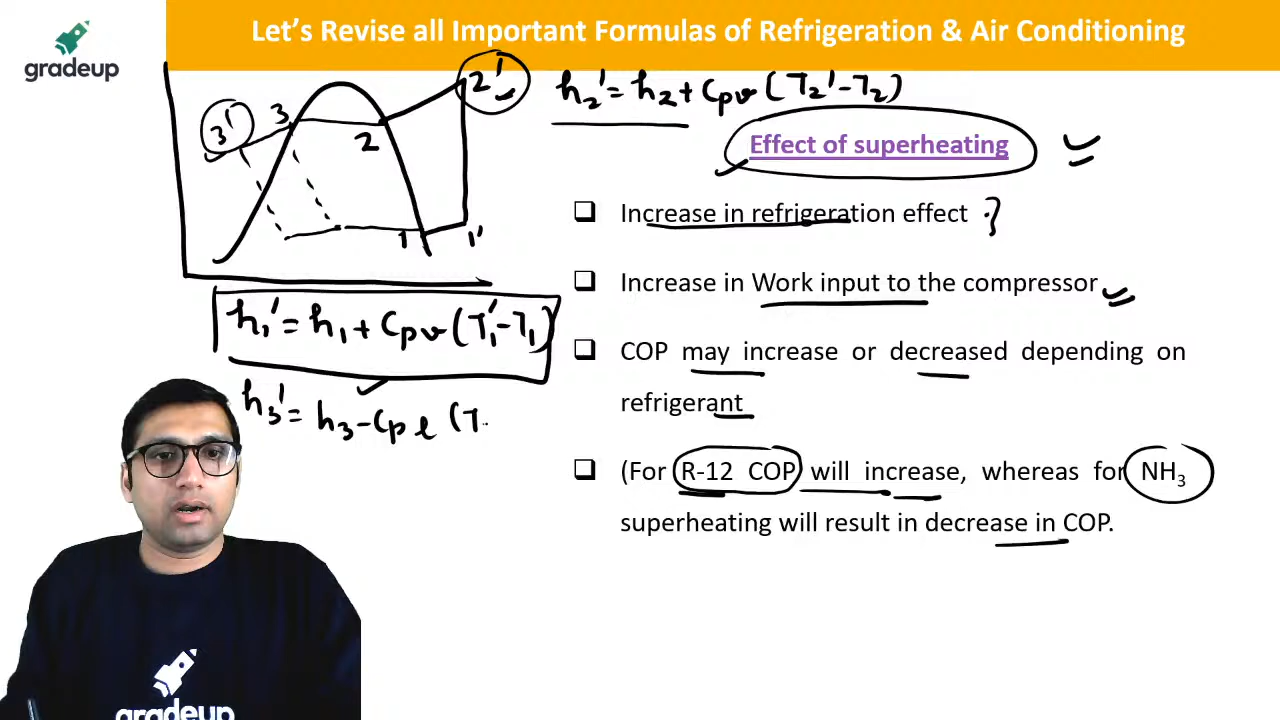 Let’s Revise all Important Formulas of Refrigeration & Air Conditioning
gradeup
h₂' = h₂ + Cpv (T₂' - T₂)
2'
3'
3
2
1
1'
Effect of superheating
❑ Increase in refrigeration effect
❑ Increase in Work input to the compressor
h₁' = h₁ + Cpv (T₁' - T₁)
❑ COP may increase or decreased depending on
refrigerant
h₃' = h₃ - Cpl (T
❑ (For R-12 COP will increase, whereas for NH₃
superheating will result in decrease in COP.
gradeup